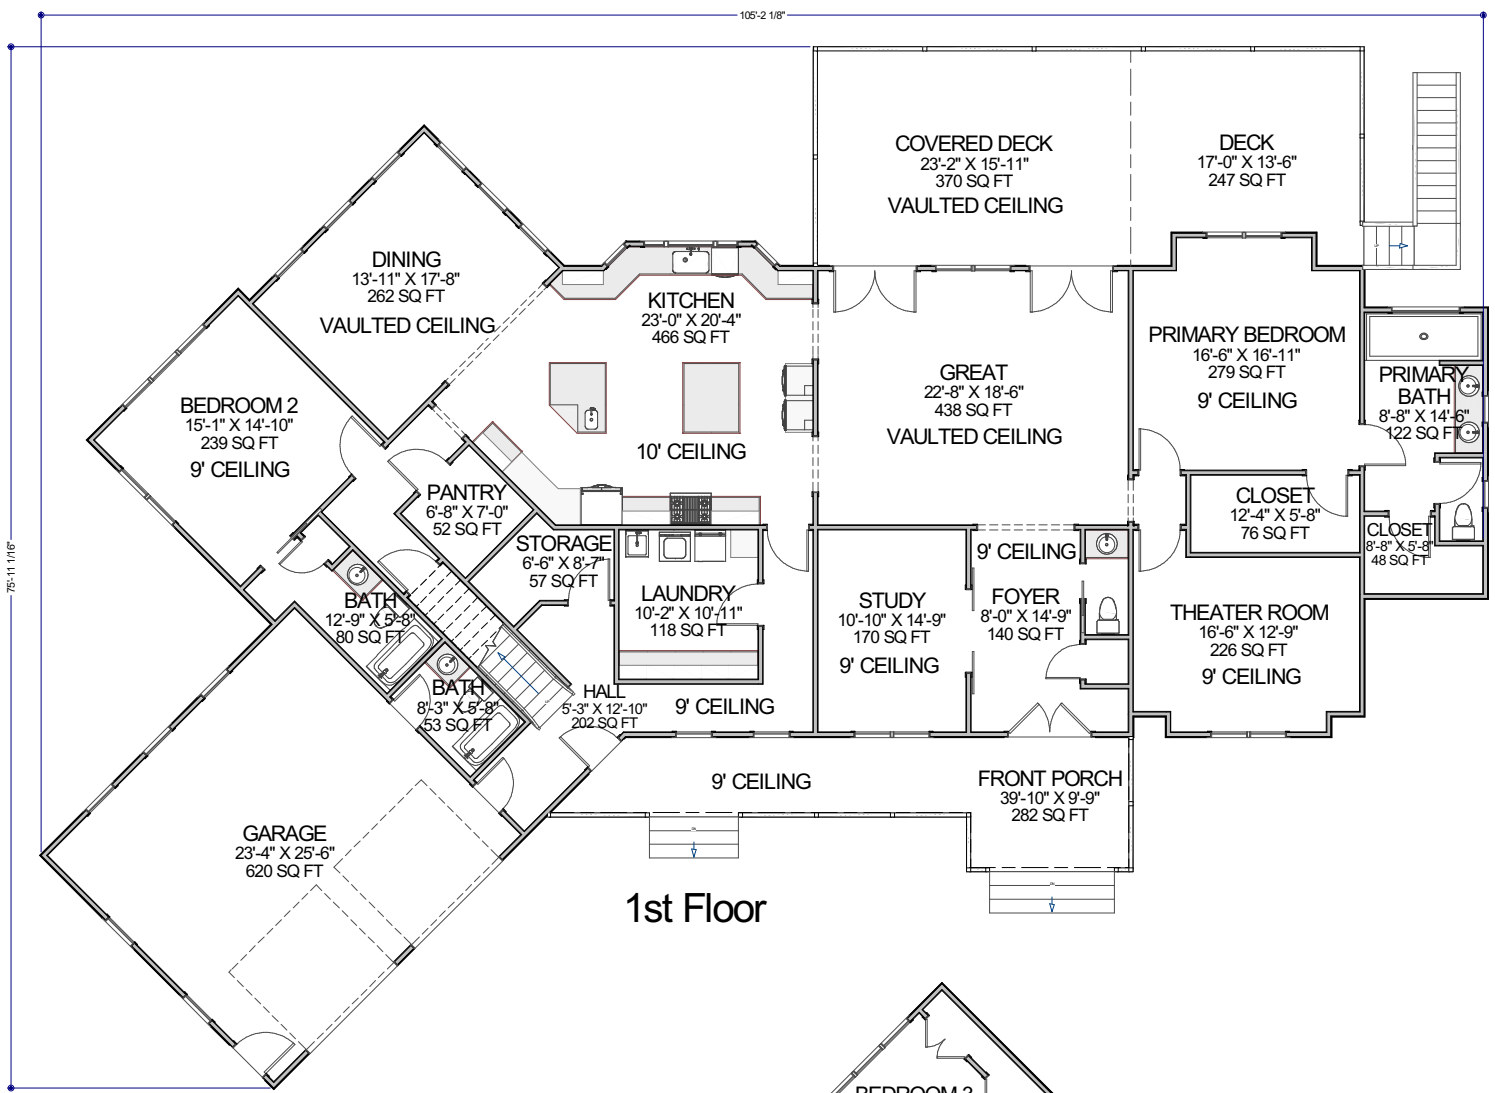 105'-2 1/8"
75'-11 1/16"
COVERED DECK
23'-2" X 15'-11"
370 SQ FT
VAULTED CEILING
DECK
17'-0" X 13'-6"
247 SQ FT
DINING
13'-11" X 17'-8"
262 SQ FT
VAULTED CEILING
KITCHEN
23'-0" X 20'-4"
466 SQ FT
10' CEILING
GREAT
22'-8" X 18'-6"
438 SQ FT
VAULTED CEILING
PRIMARY BEDROOM
16'-6" X 16'-11"
279 SQ FT
9' CEILING
PRIMARY
BATH
8'-8" X 14'-6"
122 SQ FT
BEDROOM 2
15'-1" X 14'-10"
239 SQ FT
9' CEILING
PANTRY
6'-8" X 7'-0"
52 SQ FT
CLOSET
12'-4" X 5'-8"
76 SQ FT
CLOSET
8'-8" X 5'-8"
48 SQ FT
STORAGE
6'-6" X 8'-7"
57 SQ FT
LAUNDRY
10'-2" X 10'-11"
118 SQ FT
STUDY
10'-10" X 14'-9"
170 SQ FT
9' CEILING
9' CEILING
FOYER
8'-0" X 14'-9"
140 SQ FT
THEATER ROOM
16'-6" X 12'-9"
226 SQ FT
9' CEILING
BATH
12'-9" X 5'-8"
80 SQ FT
BATH
8'-3" X 5'-8"
53 SQ FT
HALL
5'-3" X 12'-10"
202 SQ FT
9' CEILING
9' CEILING
FRONT PORCH
39'-10" X 9'-9"
282 SQ FT
GARAGE
23'-4" X 25'-6"
620 SQ FT
1st Floor
BEDROOM 3